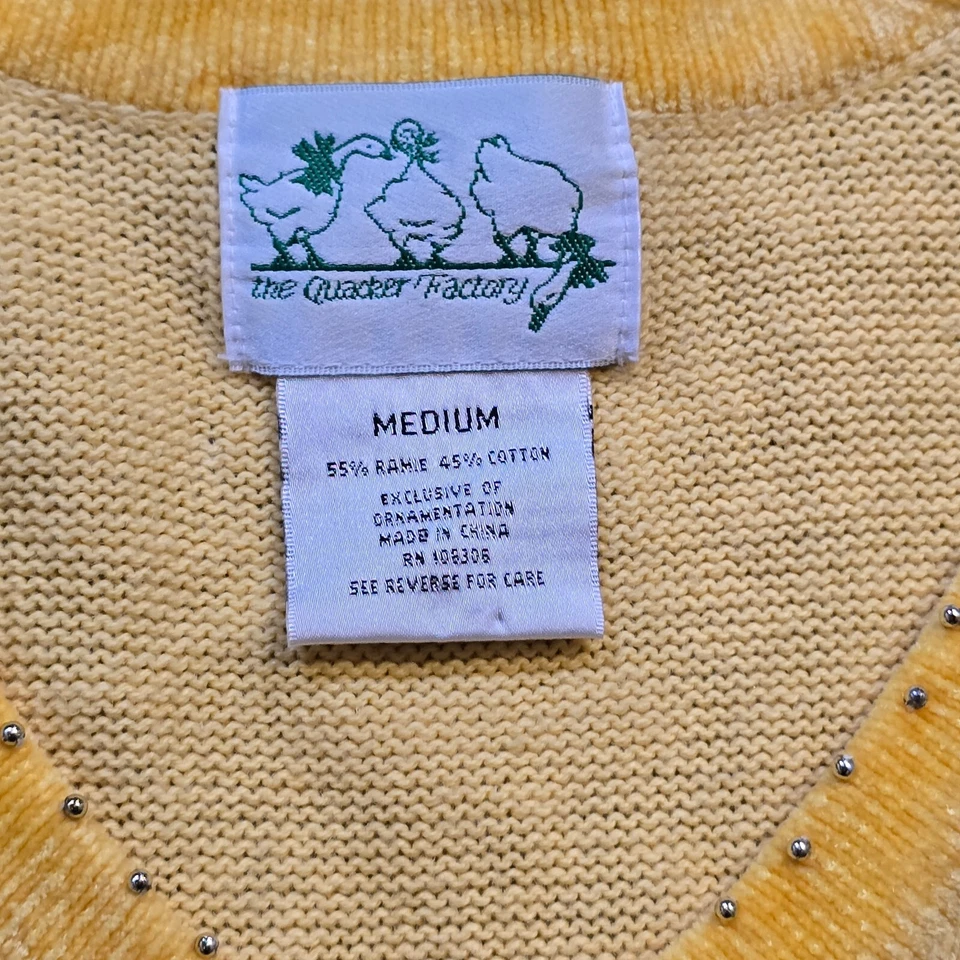 the Quacker Factory
MEDIUM
55% RAMIE 45% COTTON
EXCLUSIVE OF
ORNAMENTATION
MADE IN CHINA
RN 108306
SEE REVERSE FOR CARE